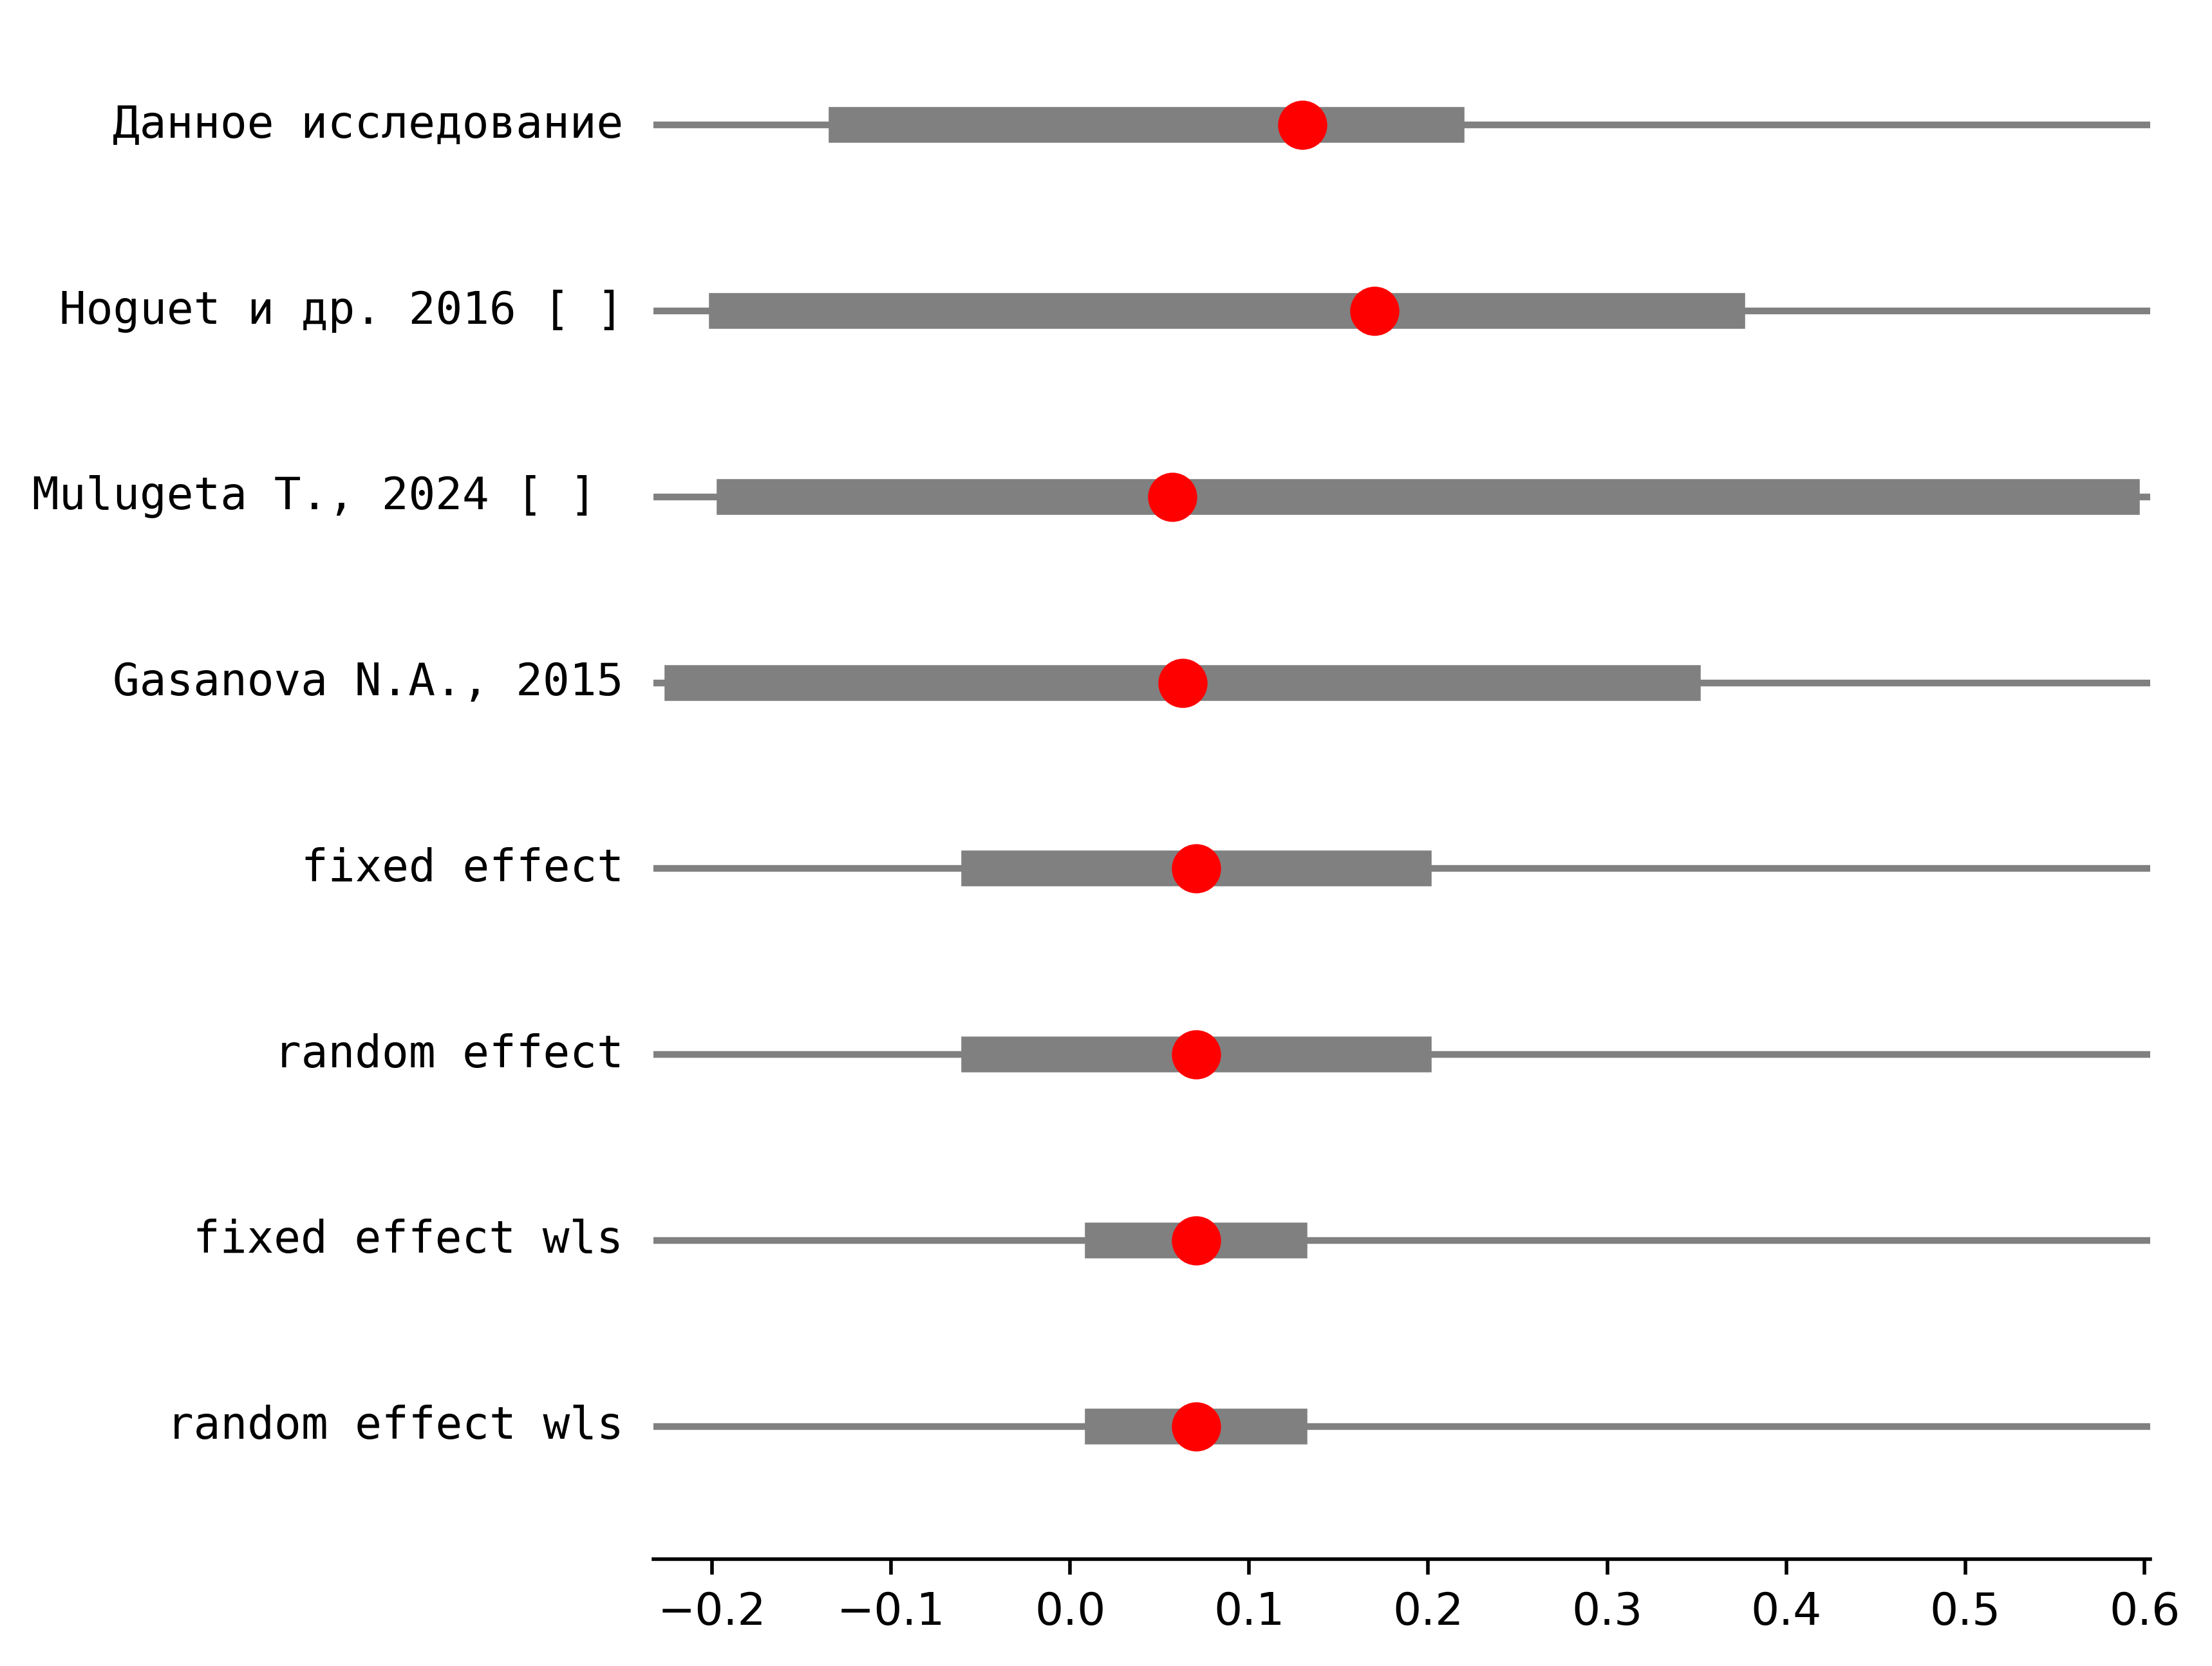 Данное исследование
Hoguet и др. 2016 [ ]
Mulugeta T., 2024 [ ]
Gasanova N.A., 2015
fixed effect
random effect
fixed effect wls
random effect wls
−0.2 −0.1 0.0 0.1 0.2 0.3 0.4 0.5 0.6